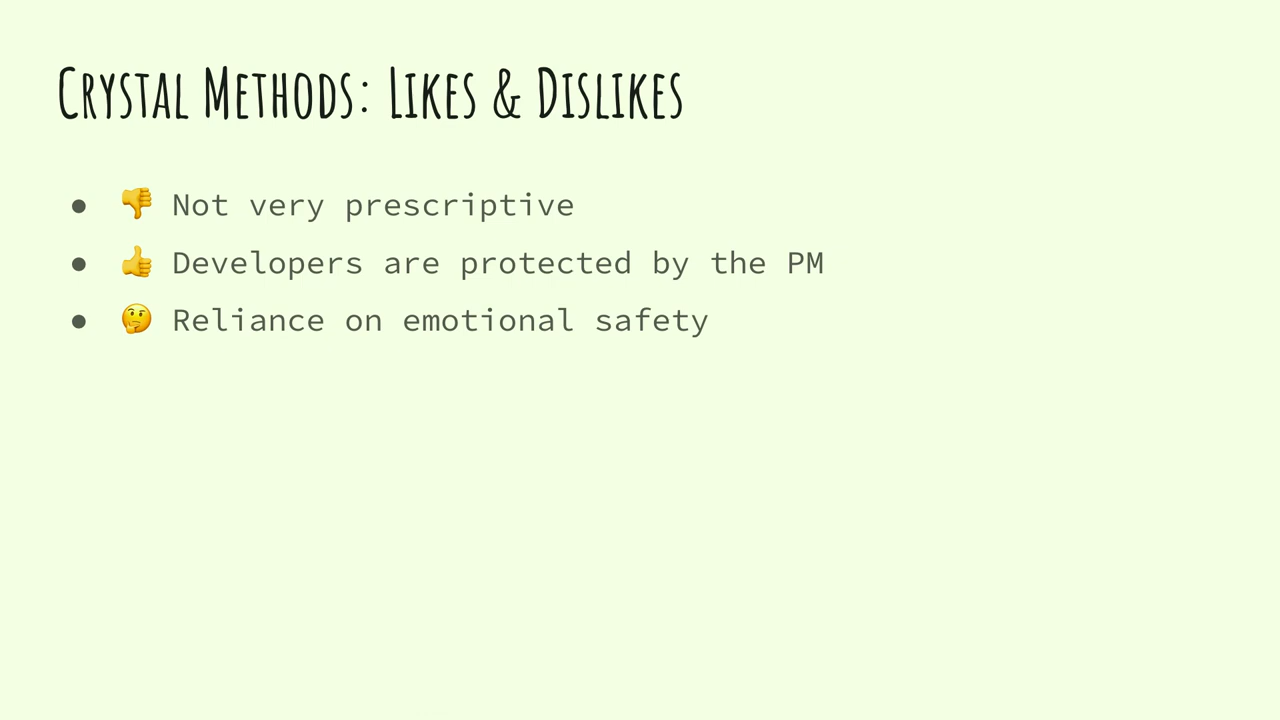 Crystal Methods: Likes & Dislikes
● 👎 Not very prescriptive
● 👍 Developers are protected by the PM
● 🤔 Reliance on emotional safety